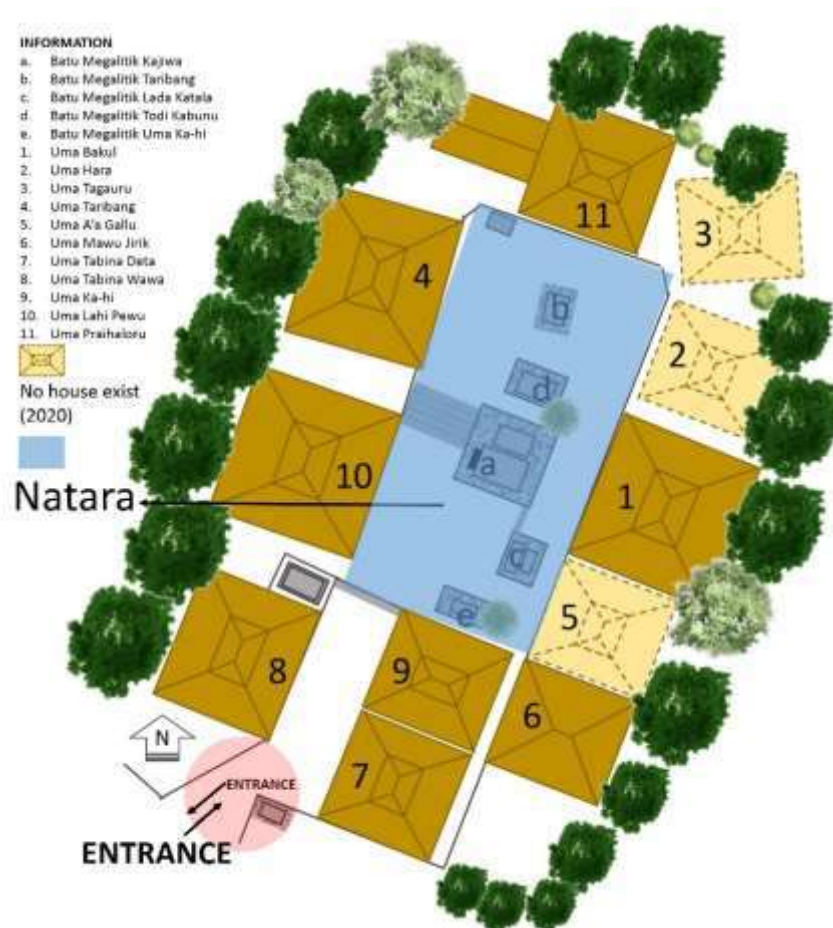 INFORMATION
a. Batu Megalitik Kajiwa
b. Batu Megalitik Taribang
c. Batu Megalitik Lada Katala
d. Batu Megalitik Todi Kabunu
e. Batu Megalitik Uma Ka-hi
1. Uma Bakul
2. Uma Hara
3. Uma Tagauru
4. Uma Taribang
5. Uma A'a Gallu
6. Uma Mawu Jirik
7. Uma Tabina Deta
8. Uma Tabina Wawa
9. Uma Ka-hi
10. Uma Lahi Pewu
11. Uma Praihaloru
No house exist
(2020)
Natara
11
3
4
b
2
d
a
10
1
e
5
9
8
6
7
N
ENTRANCE
ENTRANCE